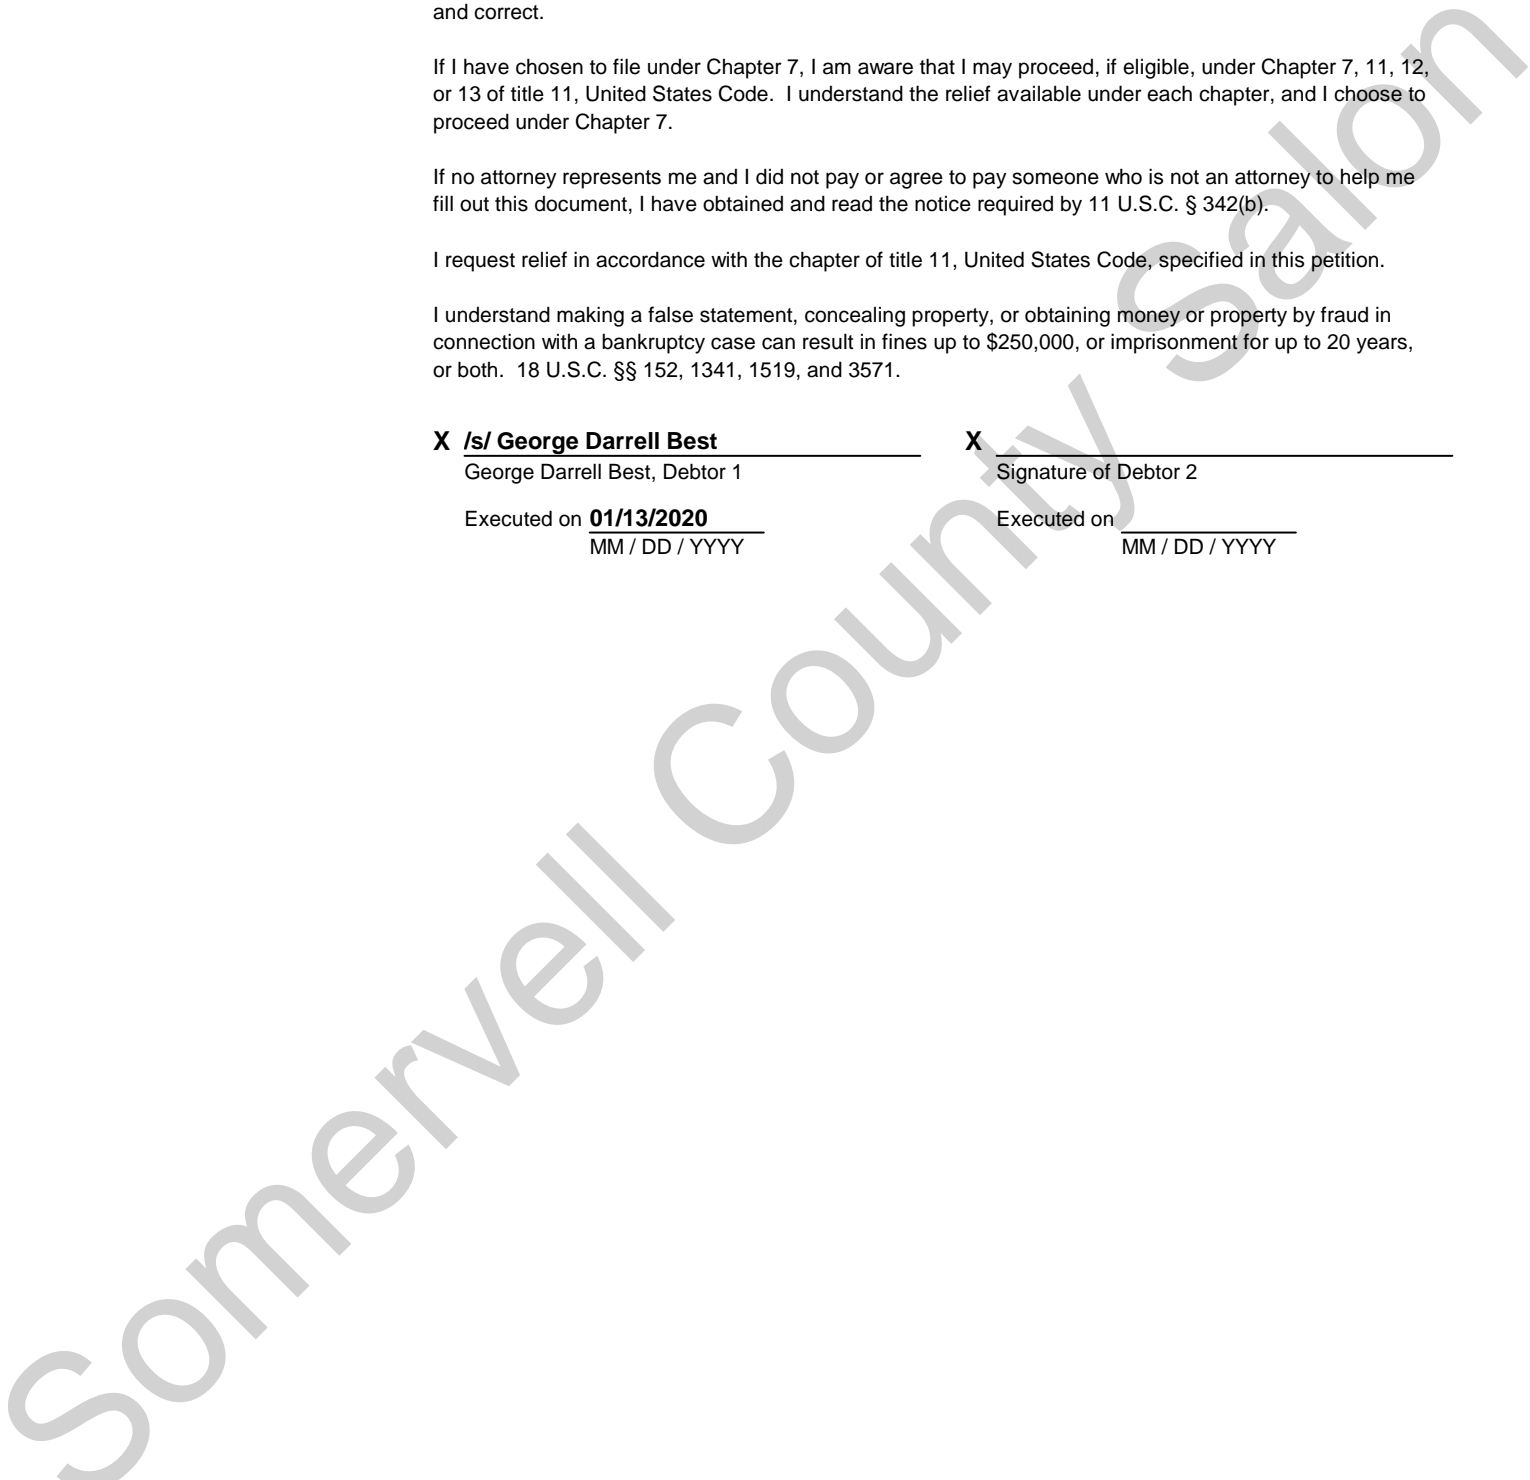 and correct.
If I have chosen to file under Chapter 7, I am aware that I may proceed, if eligible, under Chapter 7, 11, 12,
or 13 of title 11, United States Code.  I understand the relief available under each chapter, and I choose to
proceed under Chapter 7.
If no attorney represents me and I did not pay or agree to pay someone who is not an attorney to help me
fill out this document, I have obtained and read the notice required by 11 U.S.C. § 342(b).
I request relief in accordance with the chapter of title 11, United States Code, specified in this petition.
I understand making a false statement, concealing property, or obtaining money or property by fraud in
connection with a bankruptcy case can result in fines up to $250,000, or imprisonment for up to 20 years,
or both.  18 U.S.C. §§ 152, 1341, 1519, and 3571.
X /s/ George Darrell Best
George Darrell Best, Debtor 1
Executed on 01/13/2020
MM / DD / YYYY
X
Signature of Debtor 2
Executed on
MM / DD / YYYY
Somervell County Salon